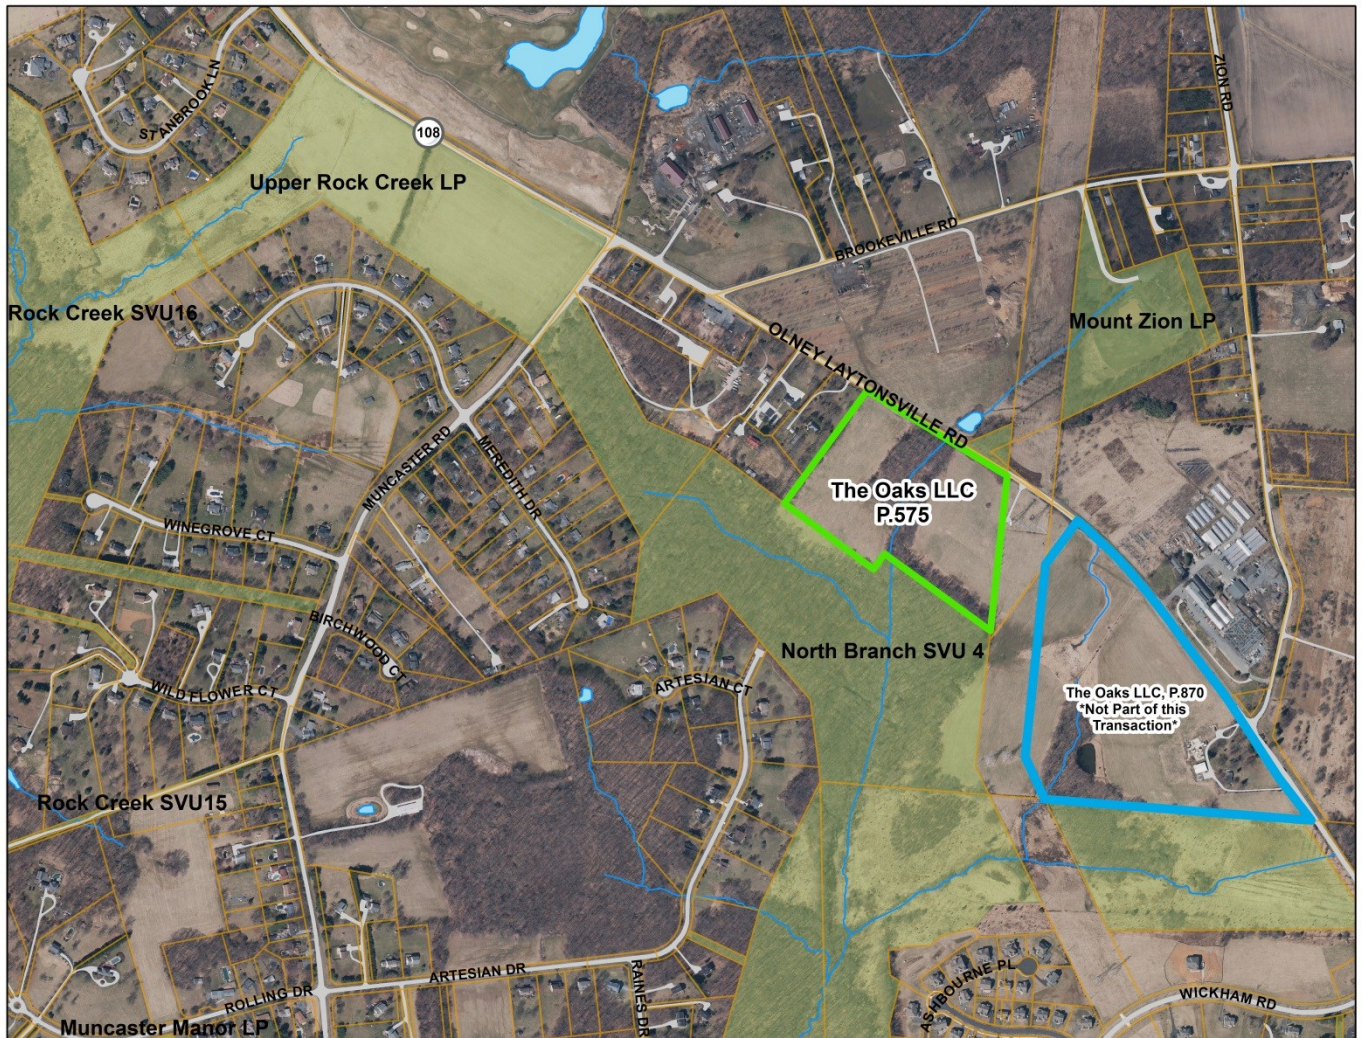 STANBROOK LN
ZION RD
108
Upper Rock Creek LP
BROOKEVILLE RD
Rock Creek SVU16
Mount Zion LP
OLNEY LAYTONSVILLE RD
MUNCASTER RD
MEREDITH DR
The Oaks LLC
P.575
WINEGROVE CT
BIRCHWOOD CT
North Branch SVU 4
ARTESIAN CT
WILD FLOWER CT
The Oaks LLC, P.870
*Not Part of this
Transaction*
Rock Creek SVU15
ARTESIAN DR
RAINES DR
ASHBOURNE PL
ROLLING DR
WICKHAM RD
Muncaster Manor LP